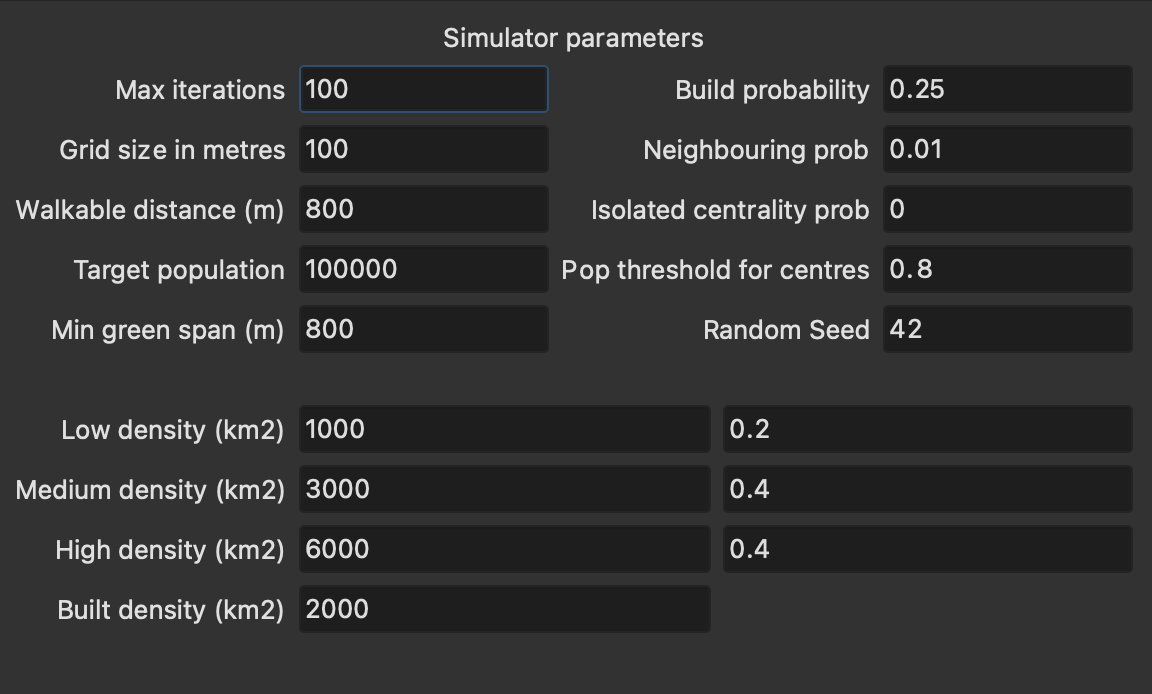 Simulator parameters
Max iterations 100 Build probability 0.25
Grid size in metres 100 Neighbouring prob 0.01
Walkable distance (m) 800 Isolated centrality prob 0
Target population 100000 Pop threshold for centres 0.8
Min green span (m) 800 Random Seed 42
Low density (km2) 1000 0.2
Medium density (km2) 3000 0.4
High density (km2) 6000 0.4
Built density (km2) 2000